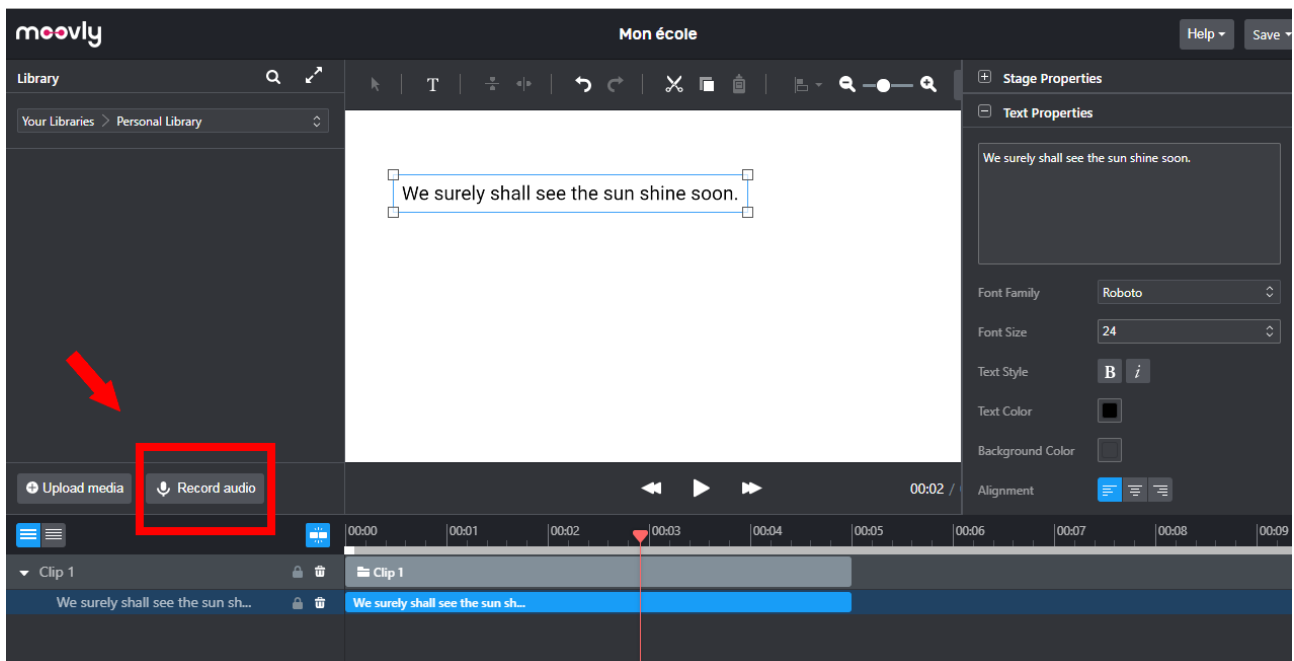 moovly
Mon école
Help
Save
Library
T
Stage Properties
Your Libraries > Personal Library
Text Properties
We surely shall see the sun shine soon.
We surely shall see the sun shine soon.
Font Family
Roboto
Font Size
24
Text Style
B i
Text Color
Background Color
Upload media
Record audio
00:02 /
Alignment
00:00 00:01 00:02 00:03 00:04 00:05 00:06 00:07 00:08 00:09
Clip 1
Clip 1
We surely shall see the sun sh...
We surely shall see the sun sh...